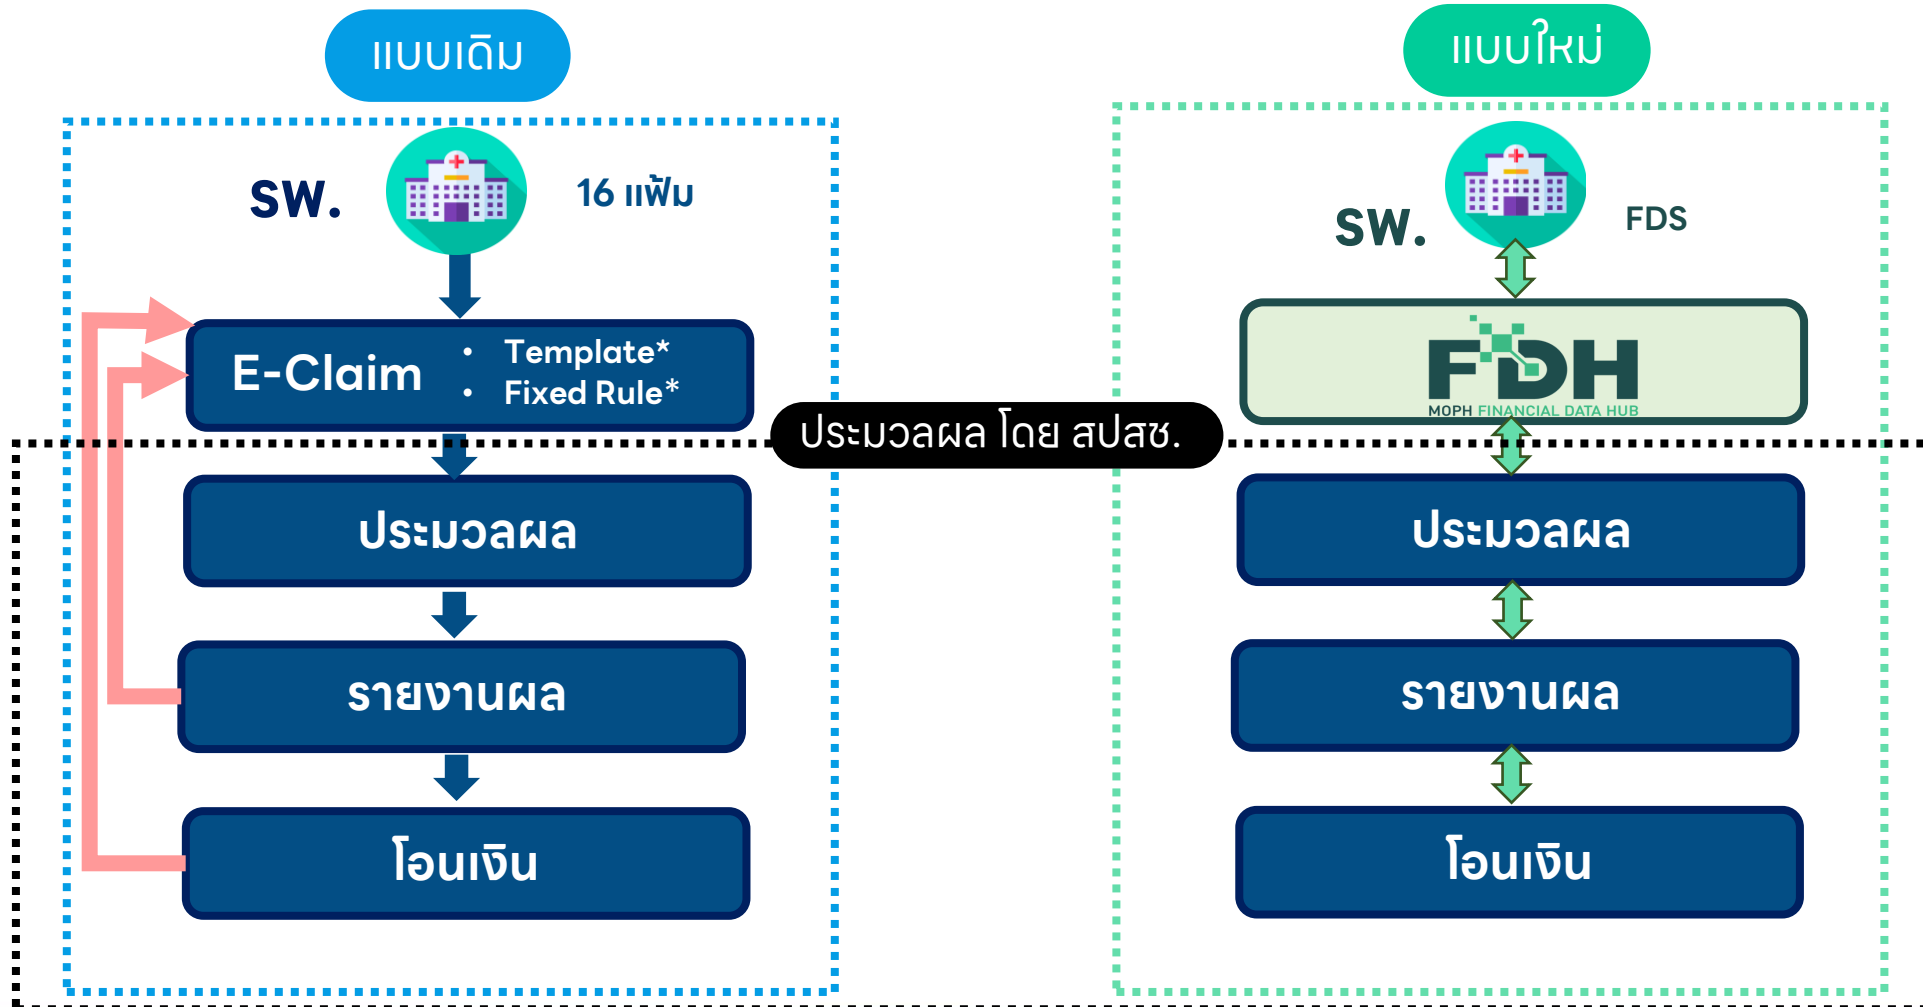 แบบเดิม
รพ.
16 แฟ้ม
E-Claim
• Template*
• Fixed Rule*
ประมวลผล
รายงานผล
โอนเงิน
ประมวลผล โดย สปสช.
แบบใหม่
รพ.
FDS
FDH
MOPH FINANCIAL DATA HUB
ประมวลผล
รายงานผล
โอนเงิน